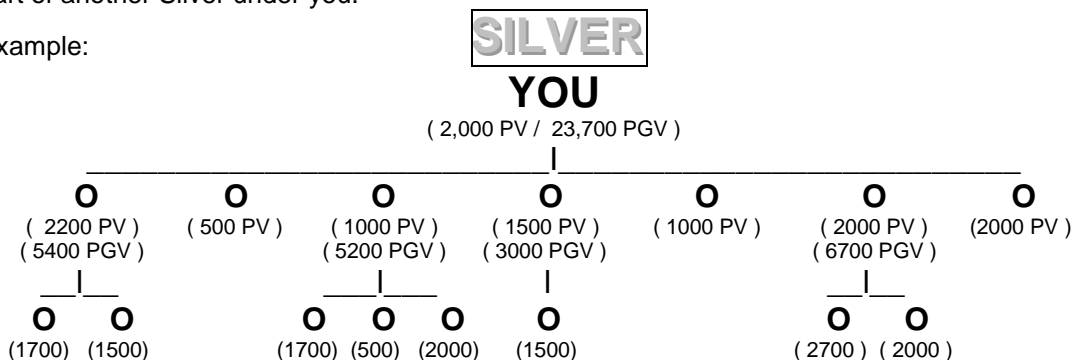 art of another Silver under you.
xample:
SILVER
YOU
( 2,000 PV / 23,700 PGV )
O O O O O O O
( 2200 PV ) ( 500 PV ) ( 1000 PV ) ( 1500 PV ) ( 1000 PV ) ( 2000 PV ) (2000 PV )
( 5400 PGV ) ( 5200 PGV ) ( 3000 PGV ) ( 6700 PGV )
O O O O O O O O
(1700) (1500) (1700) (500) (2000) (1500) ( 2700 ) ( 2000 )